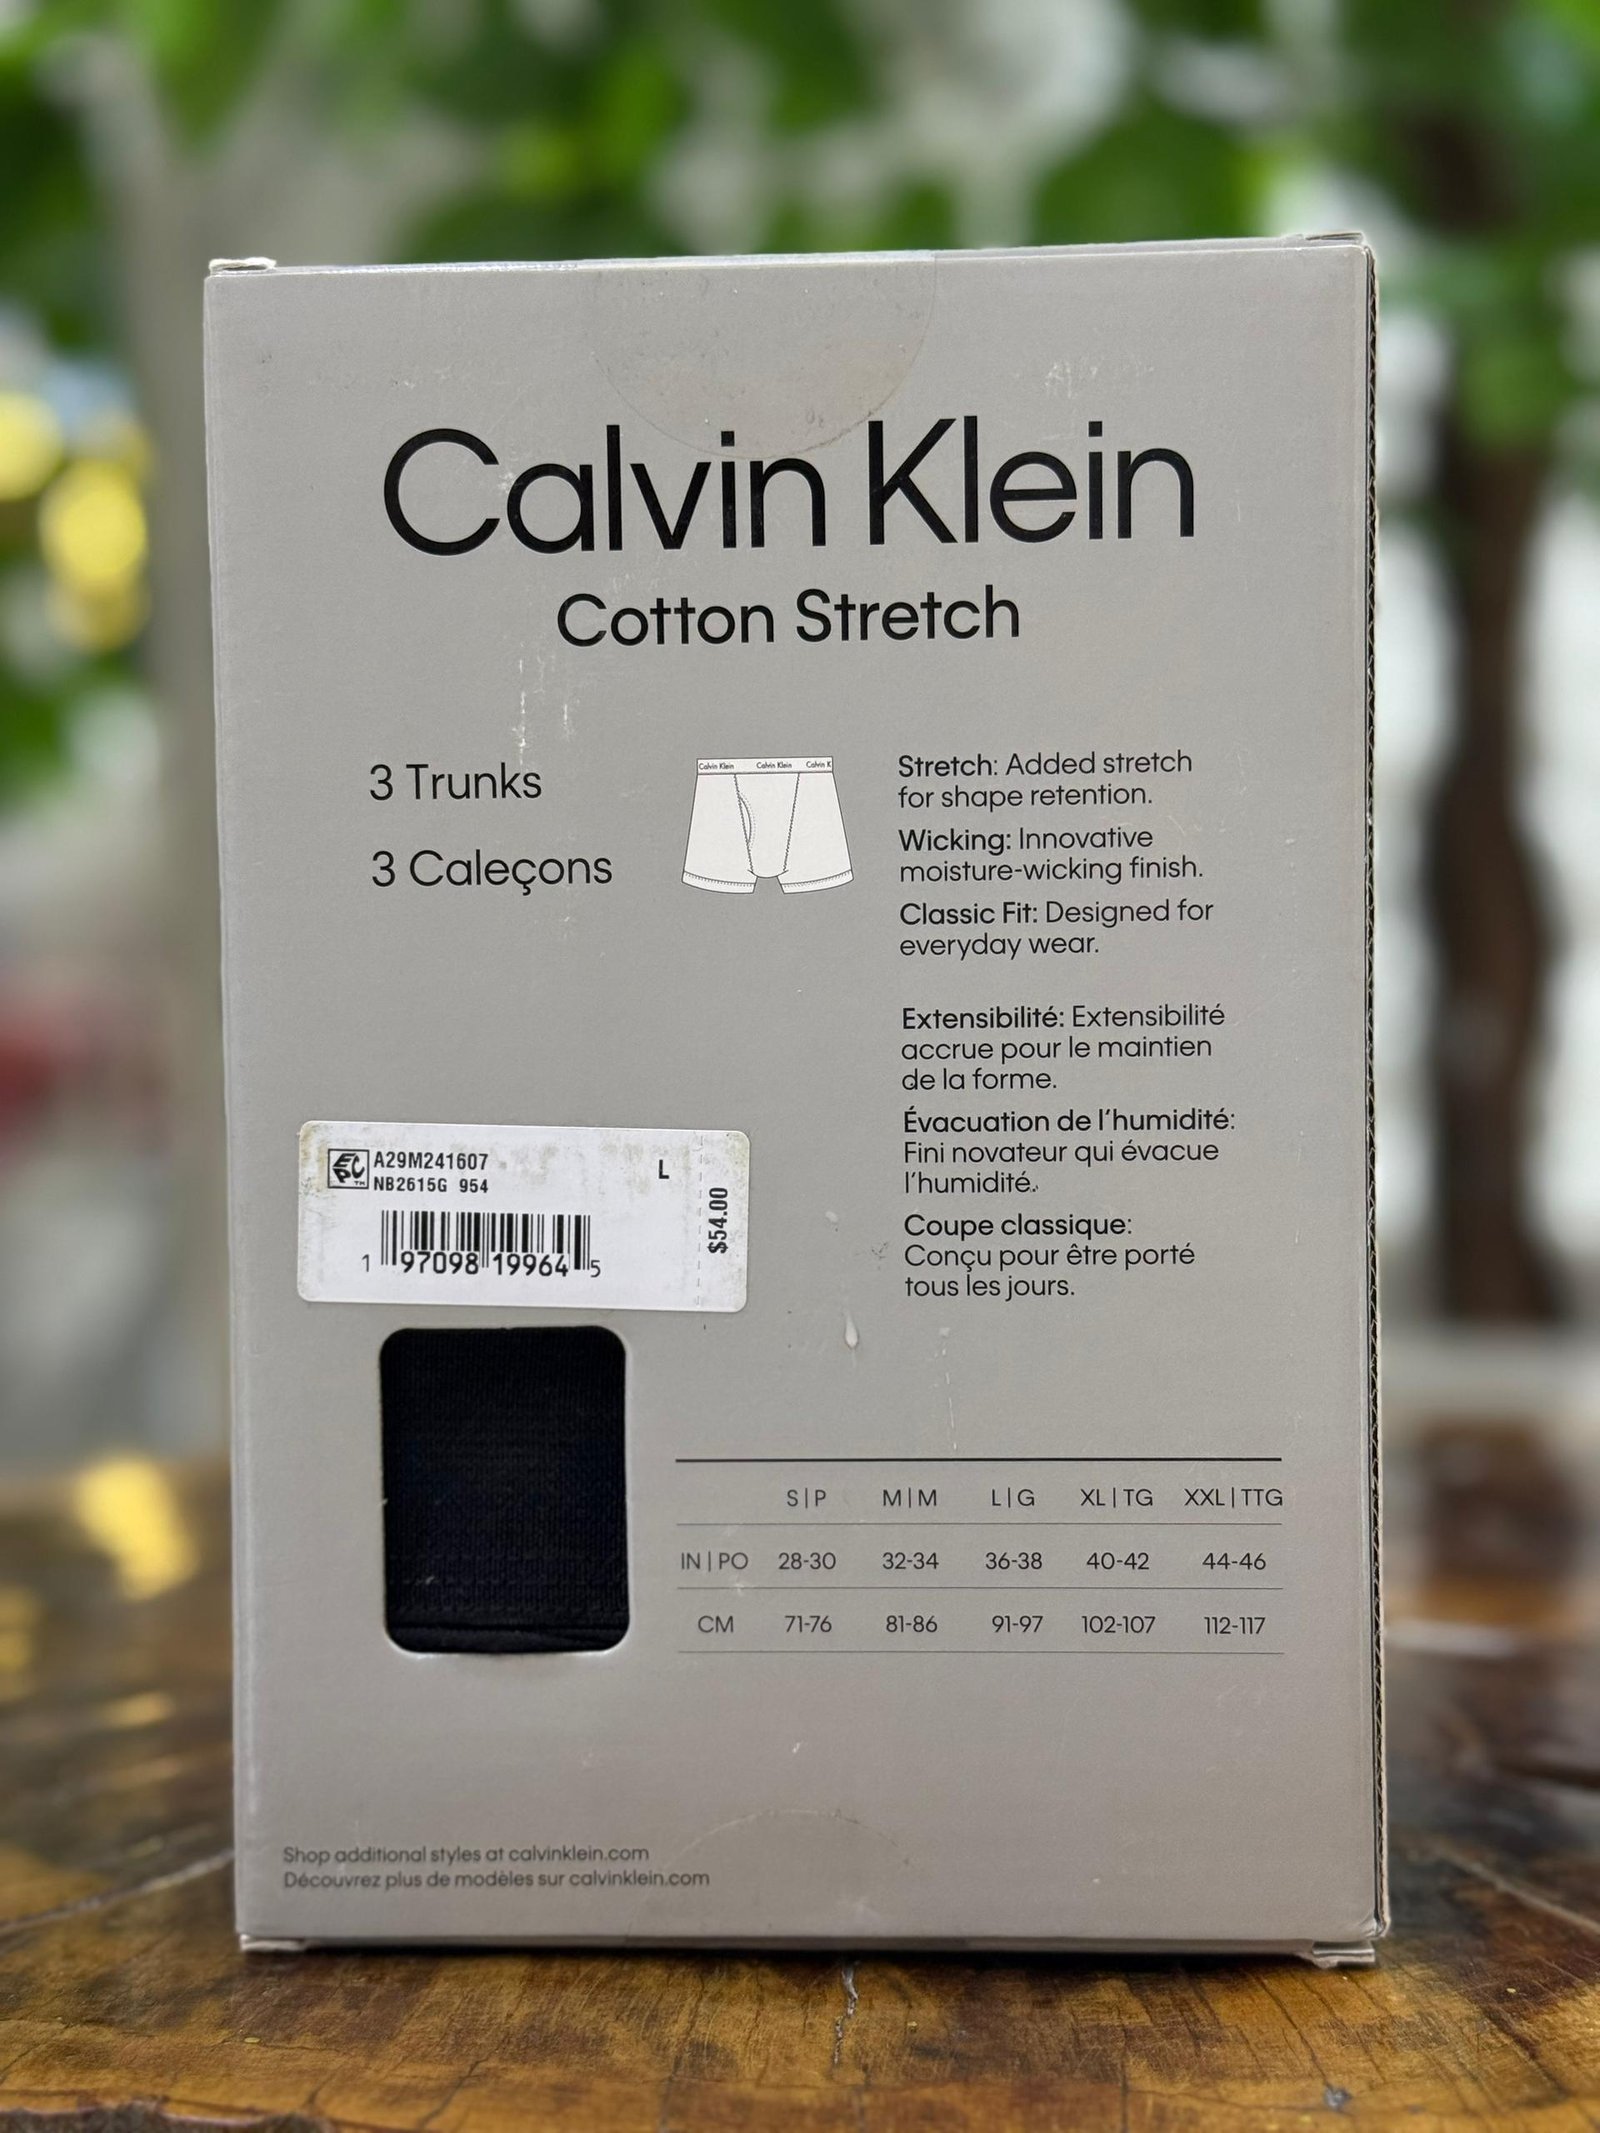 Calvin Klein
Cotton Stretch
3 Trunks
3 Caleçons
Calvin Klein Calvin Klein Calvin K
Stretch: Added stretch
for shape retention.
Wicking: Innovative
moisture-wicking finish.
Classic Fit: Designed for
everyday wear.
Extensibilité: Extensibilité
accrue pour le maintien
de la forme.
Évacuation de l'humidité:
Fini novateur qui évacue
l'humidité.
Coupe classique:
Conçu pour être porté
tous les jours.
A29M241607 L
NB2615G 954
$54.00
1 97098 19964 5
S|P M|M L|G XL|TG XXL|TTG
IN|PO 28-30 32-34 36-38 40-42 44-46
CM 71-76 81-86 91-97 102-107 112-117
Shop additional styles at calvinklein.com
Découvrez plus de modèles sur calvinklein.com